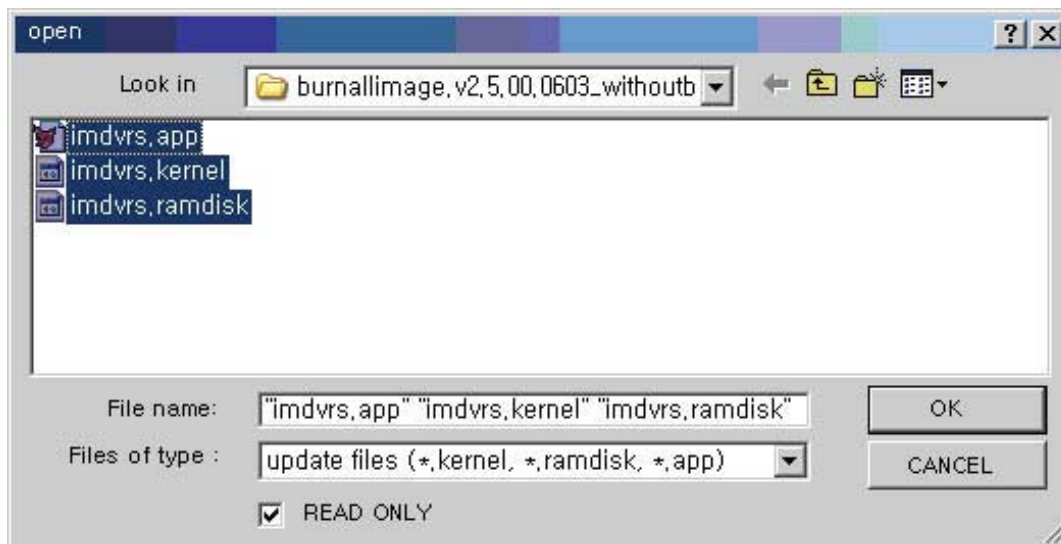 open
Look in burnallimage,v2,5,00,0603_withoutb
imdvrs,app
imdvrs,kernel
imdvrs,ramdisk
File name: "imdvrs,app" "imdvrs,kernel" "imdvrs,ramdisk" OK
Files of type : update files (*,kernel, *,ramdisk, *,app) CANCEL
READ ONLY